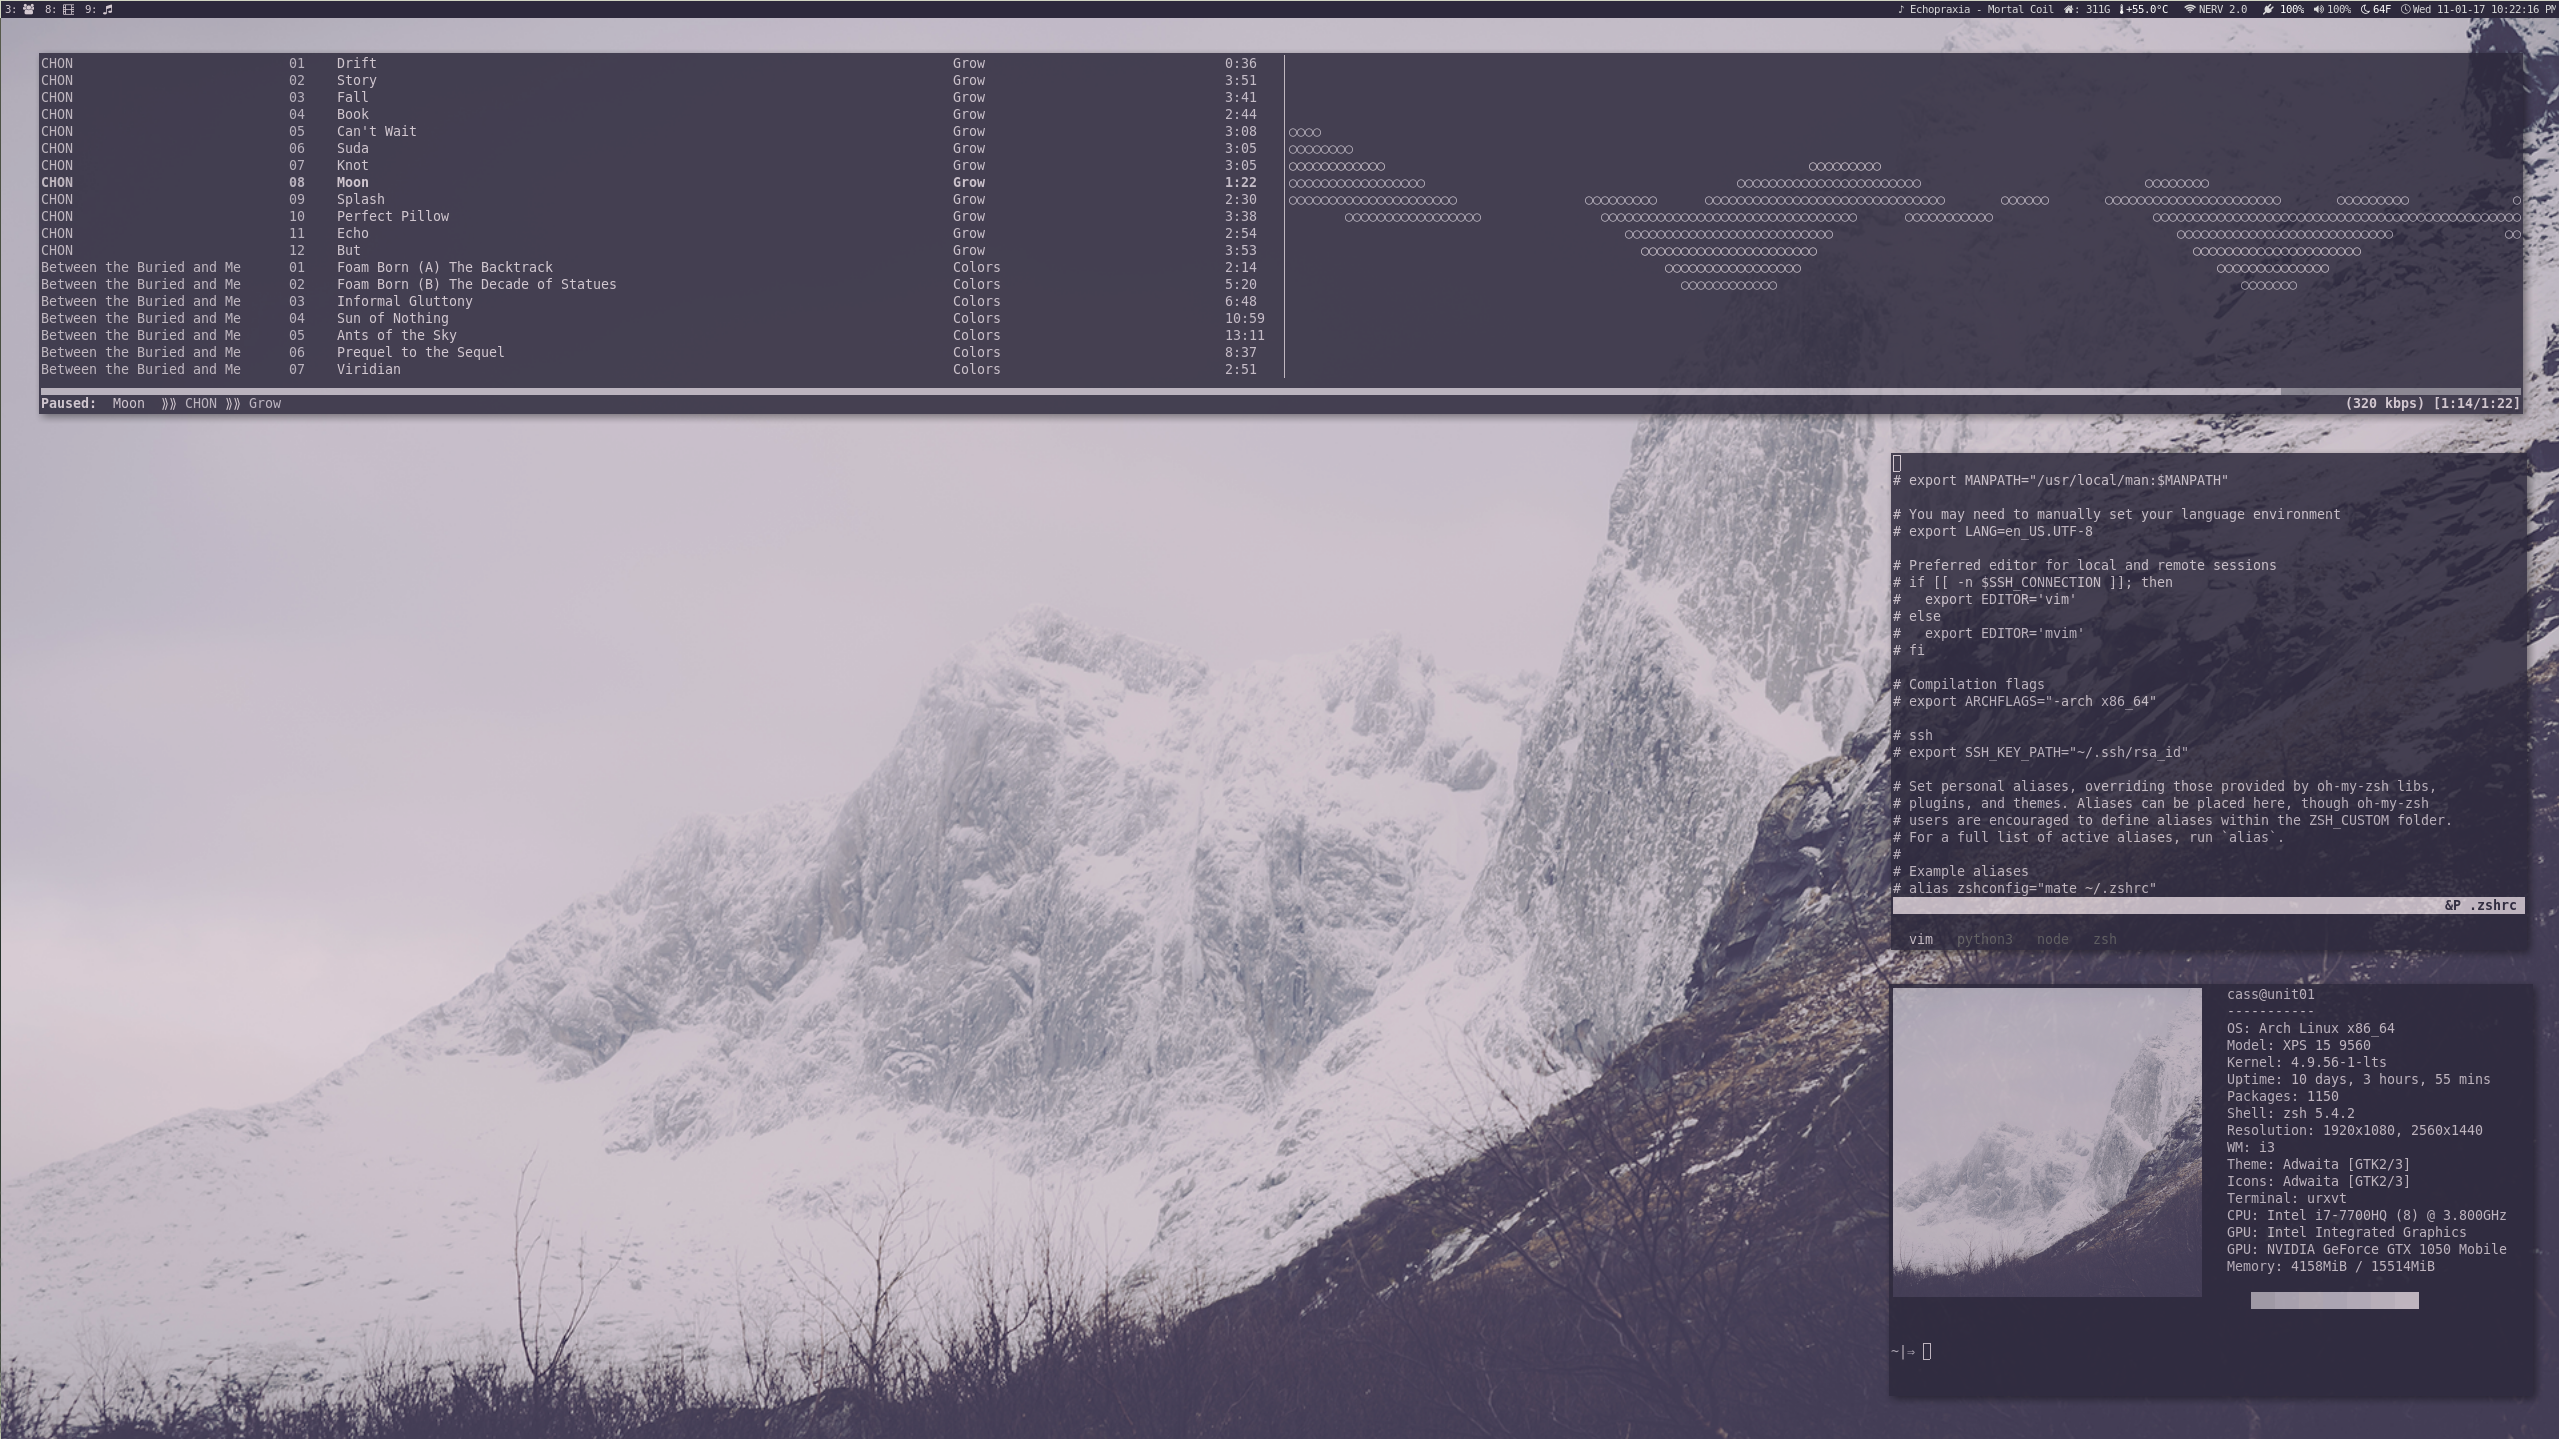 3: 8: 9: ♪ Echopraxia - Mortal Coil : 311G +55.0°C NERV 2.0 100% 100% 64F Wed 11-01-17 10:22:16 PM
CHON 01 Drift Grow 0:36
CHON 02 Story Grow 3:51
CHON 03 Fall Grow 3:41
CHON 04 Book Grow 2:44
CHON 05 Can't Wait Grow 3:08
CHON 06 Suda Grow 3:05
CHON 07 Knot Grow 3:05
CHON 08 Moon Grow 1:22
CHON 09 Splash Grow 2:30
CHON 10 Perfect Pillow Grow 3:38
CHON 11 Echo Grow 2:54
CHON 12 But Grow 3:53
Between the Buried and Me 01 Foam Born (A) The Backtrack Colors 2:14
Between the Buried and Me 02 Foam Born (B) The Decade of Statues Colors 5:20
Between the Buried and Me 03 Informal Gluttony Colors 6:48
Between the Buried and Me 04 Sun of Nothing Colors 10:59
Between the Buried and Me 05 Ants of the Sky Colors 13:11
Between the Buried and Me 06 Prequel to the Sequel Colors 8:37
Between the Buried and Me 07 Viridian Colors 2:51
Paused: Moon ⟫⟫ CHON ⟫⟫ Grow (320 kbps) [1:14/1:22]
# export MANPATH="/usr/local/man:$MANPATH"
# You may need to manually set your language environment
# export LANG=en_US.UTF-8
# Preferred editor for local and remote sessions
# if [[ -n $SSH_CONNECTION ]]; then
#   export EDITOR='vim'
# else
#   export EDITOR='mvim'
# fi
# Compilation flags
# export ARCHFLAGS="-arch x86_64"
# ssh
# export SSH_KEY_PATH="~/.ssh/rsa_id"
# Set personal aliases, overriding those provided by oh-my-zsh libs,
# plugins, and themes. Aliases can be placed here, though oh-my-zsh
# users are encouraged to define aliases within the ZSH_CUSTOM folder.
# For a full list of active aliases, run `alias`.
#
# Example aliases
# alias zshconfig="mate ~/.zshrc"
&P .zshrc
vim python3 node zsh
cass@unit01
-----------
OS: Arch Linux x86_64
Model: XPS 15 9560
Kernel: 4.9.56-1-lts
Uptime: 10 days, 3 hours, 55 mins
Packages: 1150
Shell: zsh 5.4.2
Resolution: 1920x1080, 2560x1440
WM: i3
Theme: Adwaita [GTK2/3]
Icons: Adwaita [GTK2/3]
Terminal: urxvt
CPU: Intel i7-7700HQ (8) @ 3.800GHz
GPU: Intel Integrated Graphics
GPU: NVIDIA GeForce GTX 1050 Mobile
Memory: 4158MiB / 15514MiB
~|⇒